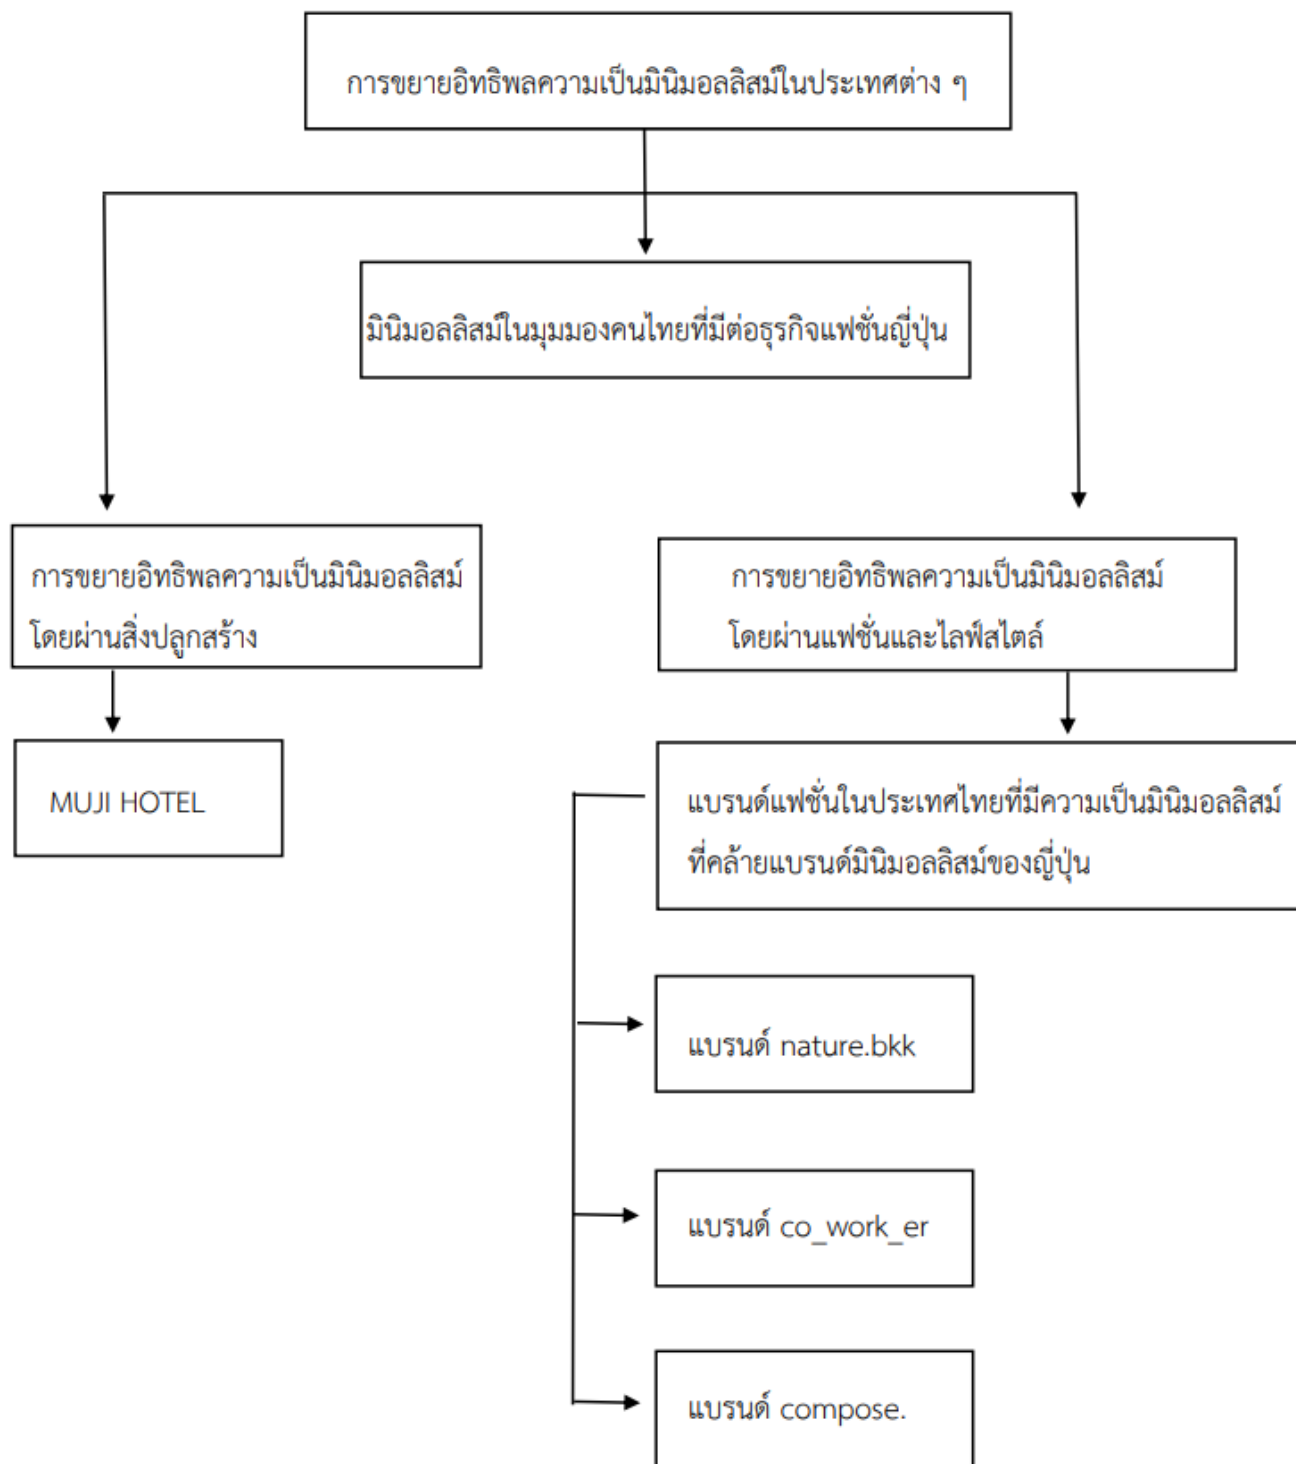 การขยายอิทธิพลความเป็นมินิมอลลิสม์ในประเทศต่าง ๆ
มินิมอลลิสม์ในมุมมองคนไทยที่มีต่อธุรกิจแฟชั่นญี่ปุ่น
การขยายอิทธิพลความเป็นมินิมอลลิสม์
โดยผ่านสิ่งปลูกสร้าง
การขยายอิทธิพลความเป็นมินิมอลลิสม์
โดยผ่านแฟชั่นและไลฟ์สไตล์
MUJI HOTEL
แบรนด์แฟชั่นในประเทศไทยที่มีความเป็นมินิมอลลิสม์
ที่คล้ายแบรนด์มินิมอลลิสม์ของญี่ปุ่น
แบรนด์ nature.bkk
แบรนด์ co_work_er
แบรนด์ compose.